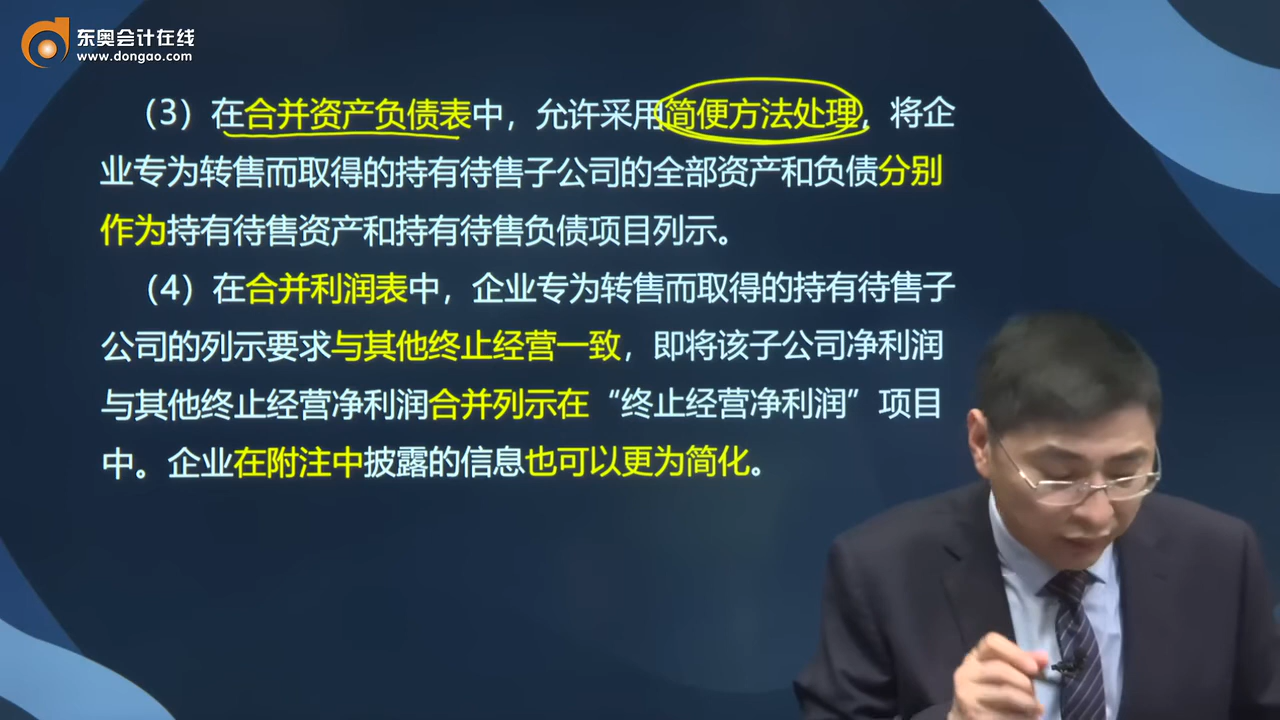 东奥会计在线
www.dongao.com
（3）在合并资产负债表中，允许采用简便方法处理，将企
业专为转售而取得的持有待售子公司的全部资产和负债分别
作为持有待售资产和持有待售负债项目列示。
（4）在合并利润表中，企业专为转售而取得的持有待售子
公司的列示要求与其他终止经营一致，即将该子公司净利润
与其他终止经营净利润合并列示在“终止经营净利润”项目
中。企业在附注中披露的信息也可以更为简化。